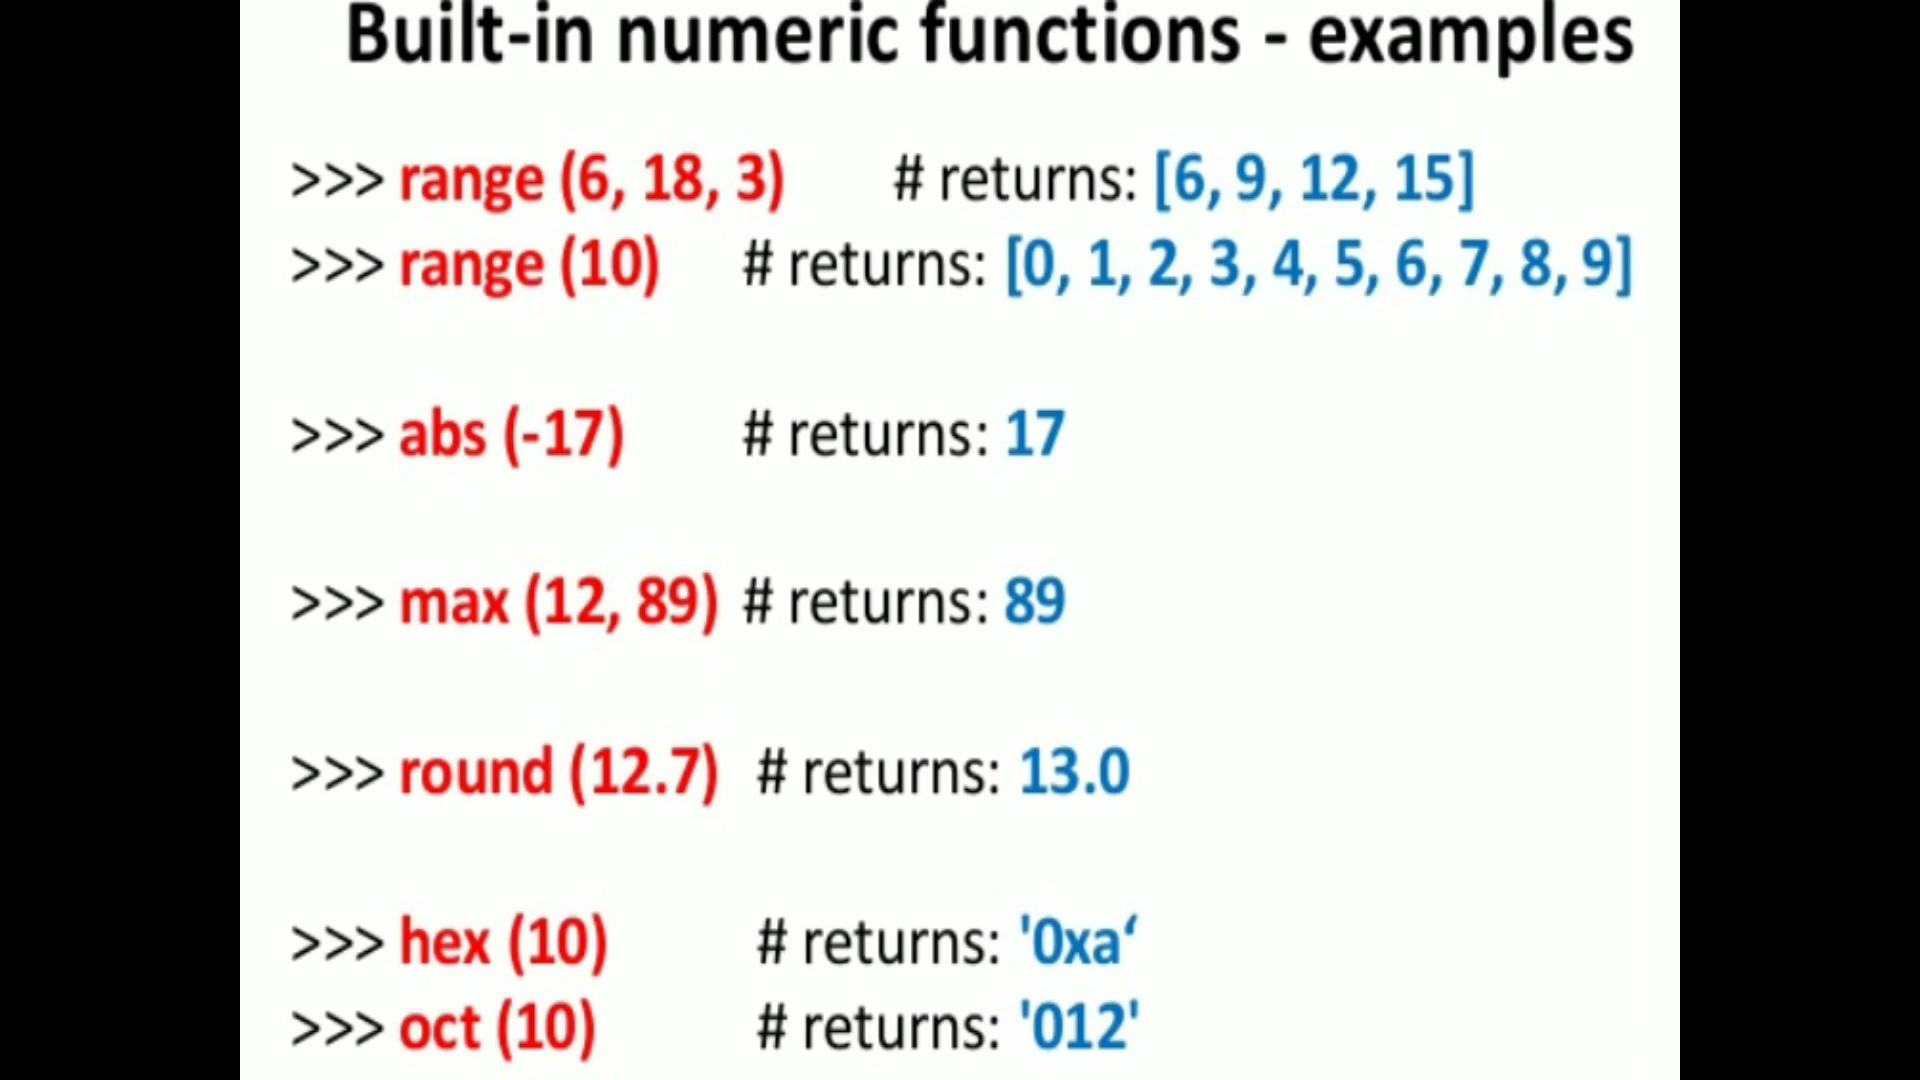 Built-in numeric functions - examples
>>> range (6, 18, 3) # returns: [6, 9, 12, 15]
>>> range (10) # returns: [0, 1, 2, 3, 4, 5, 6, 7, 8, 9]
>>> abs (-17) # returns: 17
>>> max (12, 89) # returns: 89
>>> round (12.7) # returns: 13.0
>>> hex (10) # returns: '0xa‘
>>> oct (10) # returns: '012'